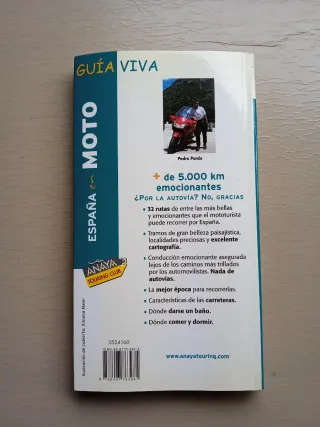 GUÍA VIVA
ESPAÑA en MOTO
Pedro Pardo
+ de 5.000 km
emocionantes
¿POR LA AUTOVÍA? NO, GRACIAS
• 32 rutas de entre las más bellas
y emocionantes que el mototurista
puede recorrer por España.
• Tramos de gran belleza paisajística,
localidades preciosas y excelente
cartografía.
• Conducción emocionante asegurada
lejos de los caminos más trillados
por los automovilistas. Nada de
autovías.
• La mejor época para recorrerlas.
• Características de las carreteras.
• Dónde darse un baño.
• Dónde comer y dormir.
ANAYA
TOURING CLUB
0524160
www.anayatouring.com
Ilustración de cubierta: